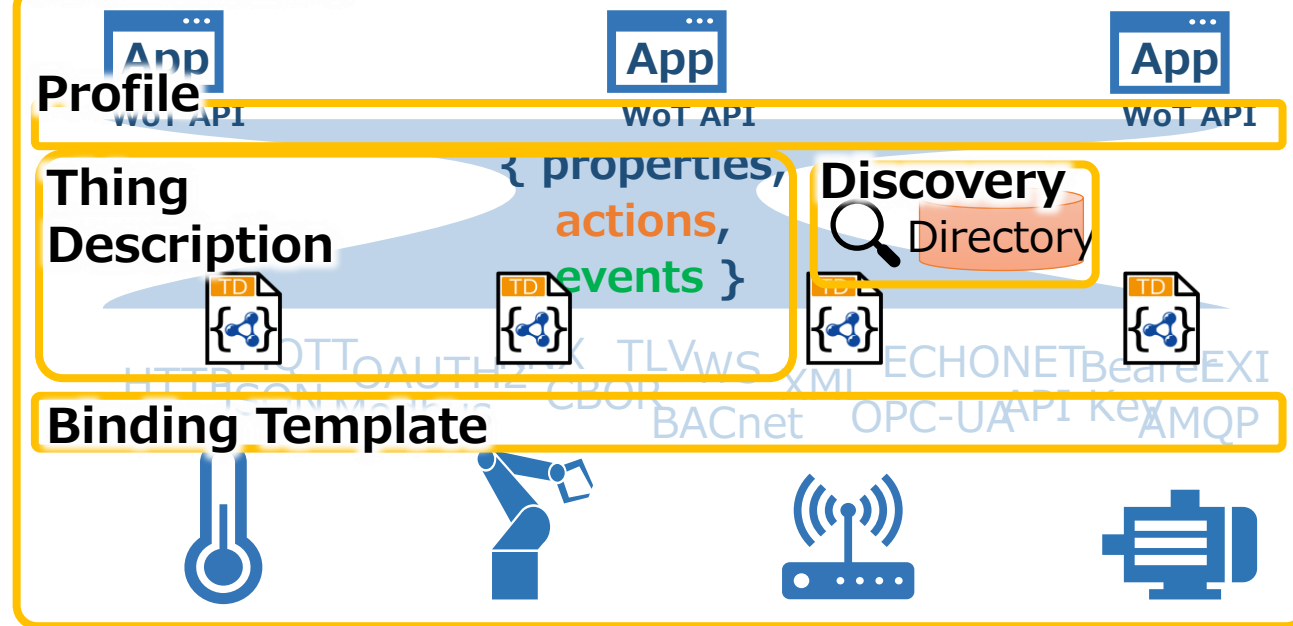 App
App
App
Profile
WoT API
WoT API
WoT API
Thing
Description
{ properties,
actions,
events }
Discovery
Directory
TD
TD
TD
TD
HTTP
MQTT
JSON
OAUTH2
Modbus
TLV
CBOR
WS
BACnet
XML
ECHONET
OPC-UA
Bearer
API Key
EXI
AMQP
Binding Template